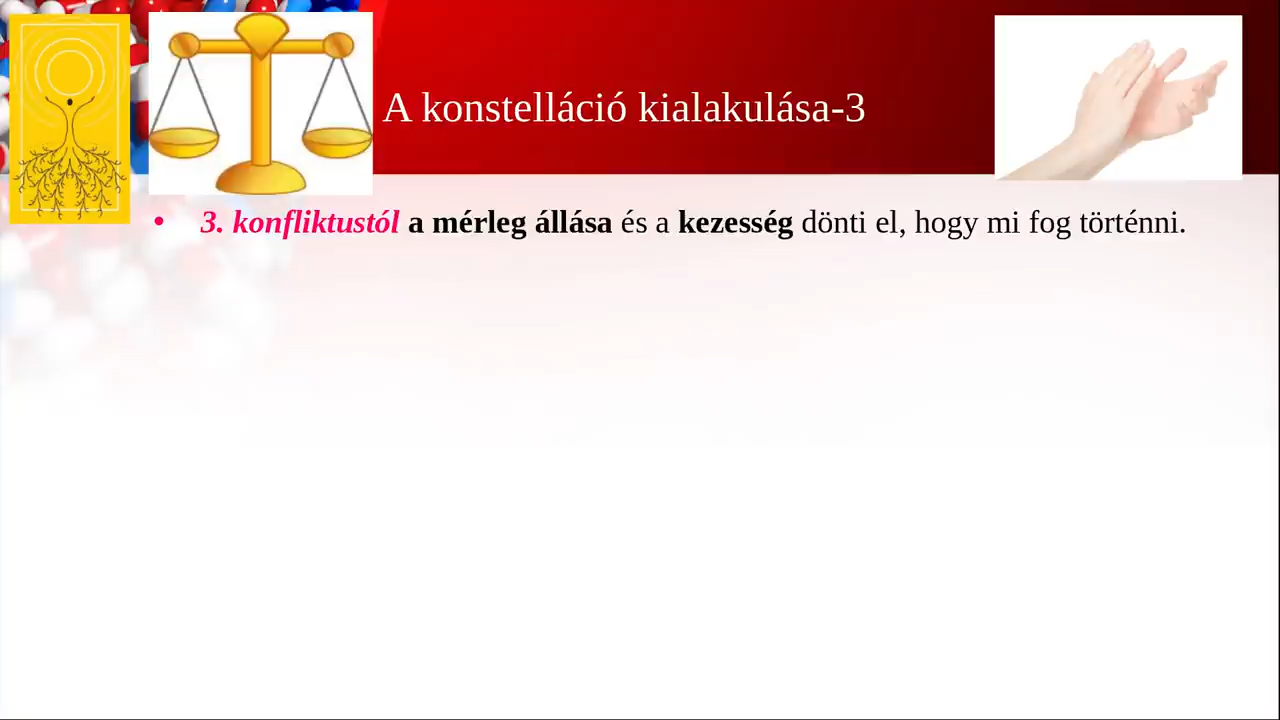 A konstelláció kialakulása-3
• 3. konfliktustól a mérleg állása és a kezesség dönti el, hogy mi fog történni.